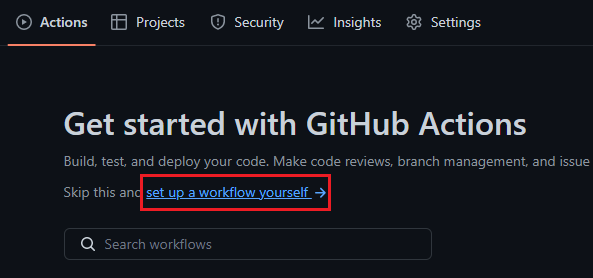 Actions Projects Security Insights Settings
Get started with GitHub Actions
Build, test, and deploy your code. Make code reviews, branch management, and issue
Skip this and set up a workflow yourself →
Search workflows